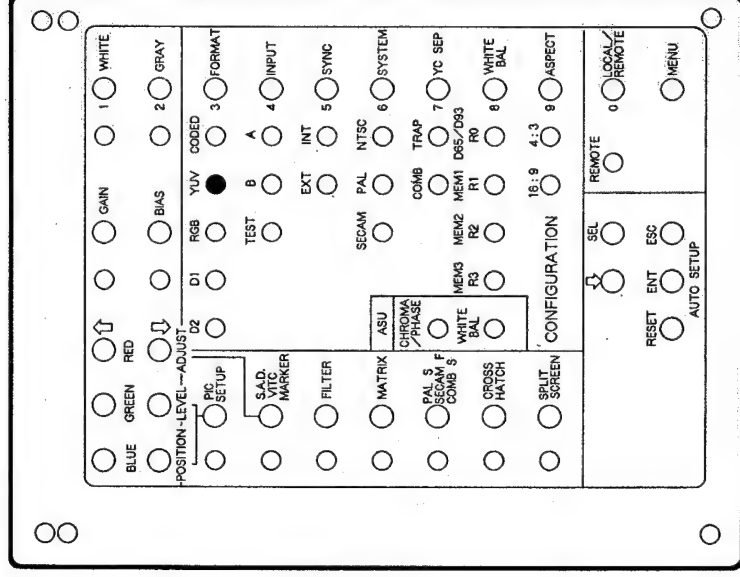 BLUE GREEN RED GAIN 1 WHITE
BIAS 2 GRAY
POSITION-LEVEL-ADJUST
D2 D1 RGB YUV CODED 3 FORMAT
PIC
SETUP
TEST B A 4 INPUT
S.A.D.
VITC
MARKER
EXT INT 5 SYNC
FILTER
ASU
SECAM PAL NTSC 6 SYSTEM
MATRIX
CHROMA
/PHASE
COMB TRAP 7 YC SEP
PAL S
SECAM F
COMB S
WHITE
BAL
MEM3 MEM2 MEM1 D65/D93
R3 R2 R1 R0
8 WHITE
BAL
CROSS
HATCH
CONFIGURATION
16:9 4:3 9 ASPECT
SPLIT
SCREEN
SEL REMOTE 0 LOCAL/
REMOTE
RESET ENT ESC MENU
AUTO SETUP